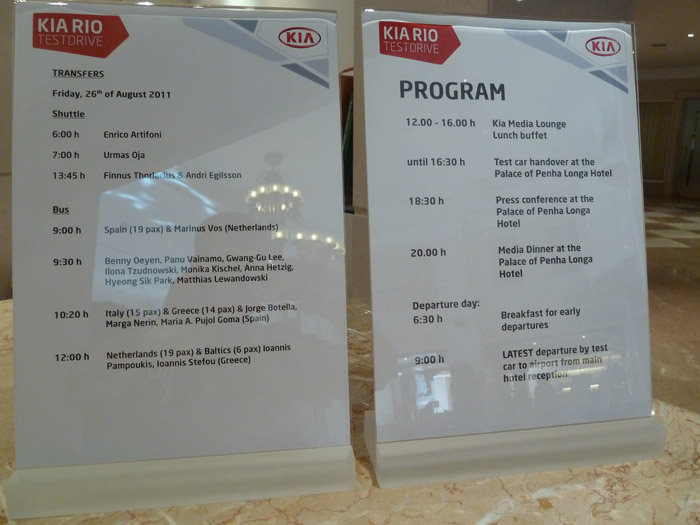 KIA RIO
TESTDRIVE
KIA
TRANSFERS
Friday, 26th of August 2011
Shuttle
6:00 h Enrico Artifoni
7:00 h Urmas Oja
13:45 h Finnus & Andri Egilsson
Bus
9:00 h Spain (19 pax) & Marinus Vos (Netherlands)
9:30 h Benny Oeyen, Panu Vainamo, Gwang-Gu Lee,
Ilona Tzudnowski, Monika Kischel, Anna Hetzig,
Hyeong Sik Park, Matthias Lewandowski
10:20 h Italy (15 pax) & Greece (14 pax) & Jorge Botella,
Marga Nerin, Maria A. Pujol Goma (Spain)
12:00 h Netherlands (19 pax) & Baltics (6 pax) Ioannis
Pampoukis, Ioannis Stefou (Greece)
KIA RIO
TESTDRIVE
KIA
PROGRAM
12.00 - 16.00 h Kia Media Lounge
Lunch buffet
until 16:30 h Test car handover at the
Palace of Penha Longa Hotel
18:30 h Press conference at the
Palace of Penha Longa
Hotel
20.00 h Media Dinner at the
Palace of Penha Longa
Hotel
Departure day:
6:30 h Breakfast for early
departures
9:00 h LATEST departure by test
car to airport from main
hotel reception